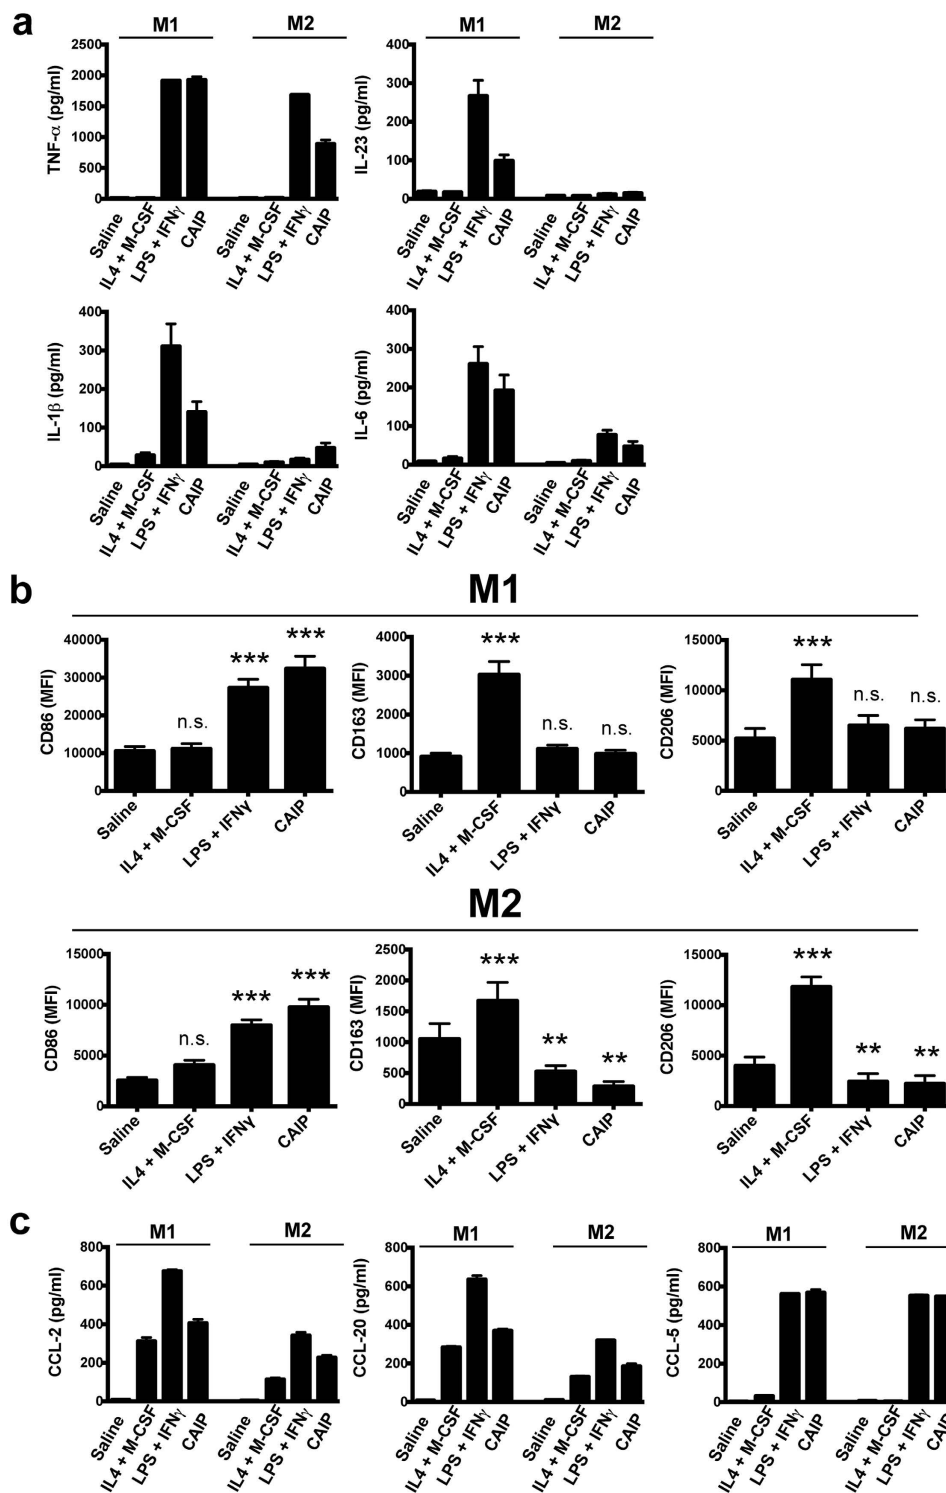 a
M1
M2
TNF-α (pg/ml)
2500
2000
1500
1000
500
0
Saline
IL4 + M-CSF
LPS + IFNγ
CAIP
Saline
IL4 + M-CSF
LPS + IFNγ
CAIP
M1
M2
IL-23 (pg/ml)
400
300
200
100
0
Saline
IL4 + M-CSF
LPS + IFNγ
CAIP
Saline
IL4 + M-CSF
LPS + IFNγ
CAIP
IL-1β (pg/ml)
400
300
200
100
0
Saline
IL4 + M-CSF
LPS + IFNγ
CAIP
Saline
IL4 + M-CSF
LPS + IFNγ
CAIP
IL-6 (pg/ml)
400
300
200
100
0
Saline
IL4 + M-CSF
LPS + IFNγ
CAIP
Saline
IL4 + M-CSF
LPS + IFNγ
CAIP
b
M1
CD86 (MFI)
40000
30000
20000
10000
0
n.s.
***
***
Saline
IL4 + M-CSF
LPS + IFNγ
CAIP
CD163 (MFI)
4000
3000
2000
1000
0
***
n.s.
n.s.
Saline
IL4 + M-CSF
LPS + IFNγ
CAIP
CD206 (MFI)
15000
10000
5000
0
***
n.s.
n.s.
Saline
IL4 + M-CSF
LPS + IFNγ
CAIP
M2
CD86 (MFI)
15000
10000
5000
0
n.s.
***
***
Saline
IL4 + M-CSF
LPS + IFNγ
CAIP
CD163 (MFI)
2500
2000
1500
1000
500
0
***
**
**
Saline
IL4 + M-CSF
LPS + IFNγ
CAIP
CD206 (MFI)
15000
10000
5000
0
***
**
**
Saline
IL4 + M-CSF
LPS + IFNγ
CAIP
c
M1
M2
CCL-2 (pg/ml)
800
600
400
200
0
Saline
IL4 + M-CSF
LPS + IFNγ
CAIP
Saline
IL4 + M-CSF
LPS + IFNγ
CAIP
M1
M2
CCL-20 (pg/ml)
800
600
400
200
0
Saline
IL4 + M-CSF
LPS + IFNγ
CAIP
Saline
IL4 + M-CSF
LPS + IFNγ
CAIP
M1
M2
CCL-5 (pg/ml)
800
600
400
200
0
Saline
IL4 + M-CSF
LPS + IFNγ
CAIP
Saline
IL4 + M-CSF
LPS + IFNγ
CAIP